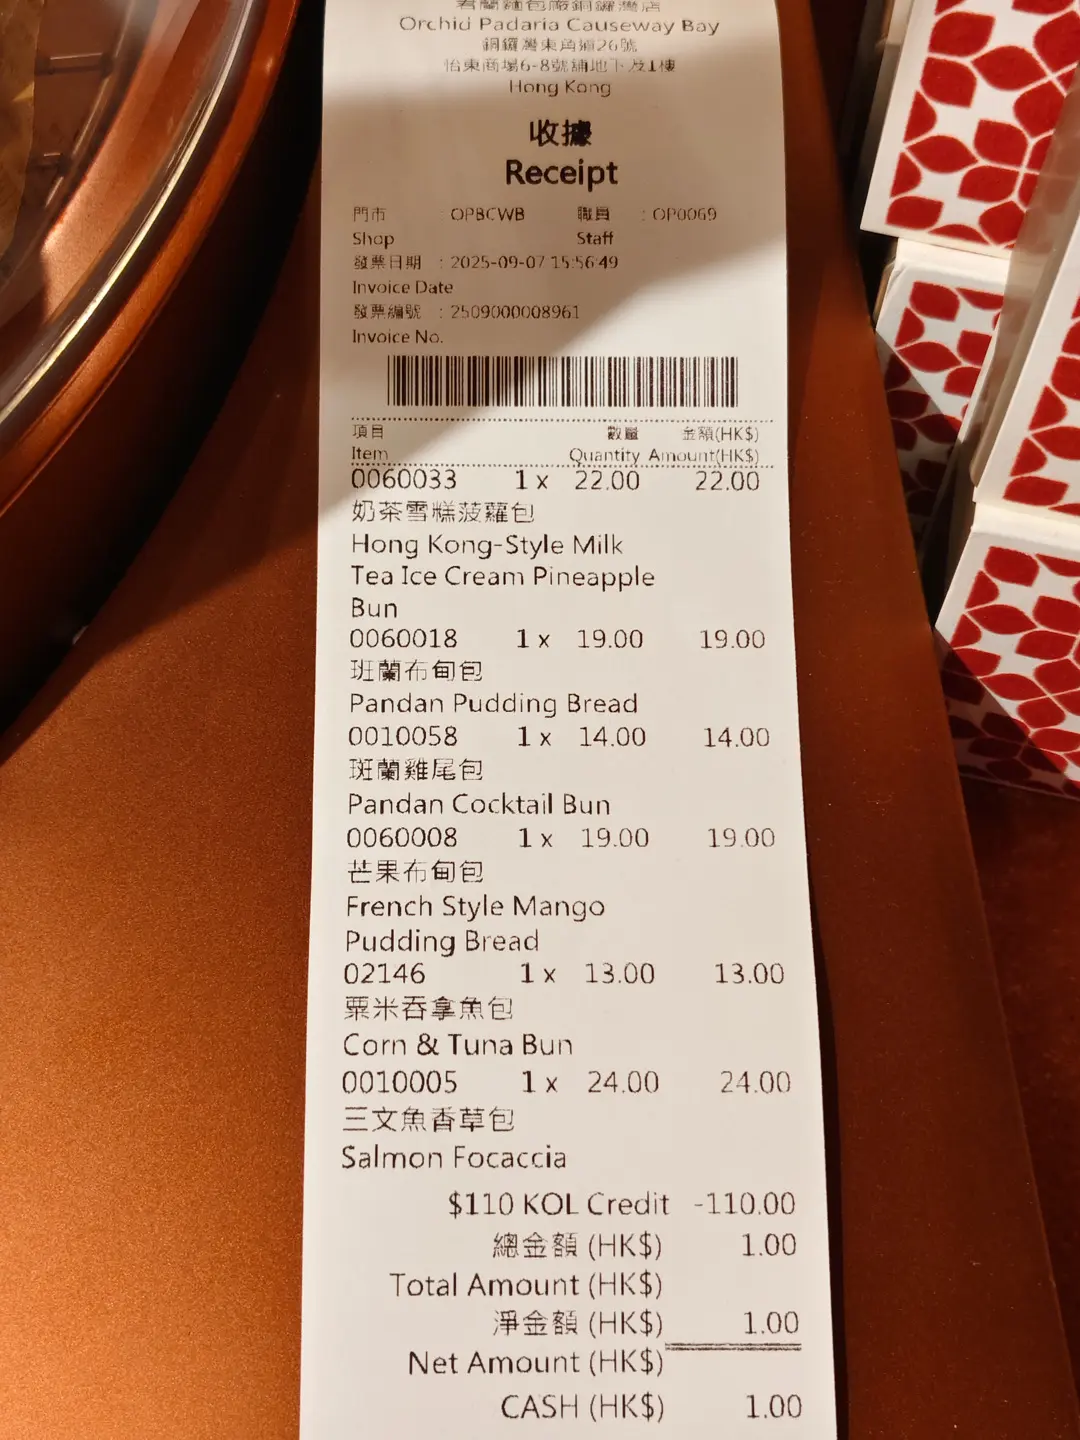 君蘭麵包廠銅鑼灣店
Orchid Padaria Causeway Bay
銅鑼灣東角道26號
怡東商場6-8號舖地下及1樓
Hong Kong
收據
Receipt
門市 : OPBCWB 職員 : OP0069
Shop Staff
發票日期 : 2025-09-07 15:56:49
Invoice Date
發票編號 : 2509000008961
Invoice No.
項目 數量 金額(HK$)
Item Quantity Amount(HK$)
0060033 1 x 22.00 22.00
奶茶雪糕菠蘿包
Hong Kong-Style Milk
Tea Ice Cream Pineapple
Bun
0060018 1 x 19.00 19.00
班蘭布甸包
Pandan Pudding Bread
0010058 1 x 14.00 14.00
斑蘭雞尾包
Pandan Cocktail Bun
0060008 1 x 19.00 19.00
芒果布甸包
French Style Mango
Pudding Bread
02146 1 x 13.00 13.00
粟米吞拿魚包
Corn & Tuna Bun
0010005 1 x 24.00 24.00
三文魚香草包
Salmon Focaccia
$110 KOL Credit -110.00
總金額 (HK$) 1.00
Total Amount (HK$)
淨金額 (HK$) 1.00
Net Amount (HK$)
CASH (HK$) 1.00